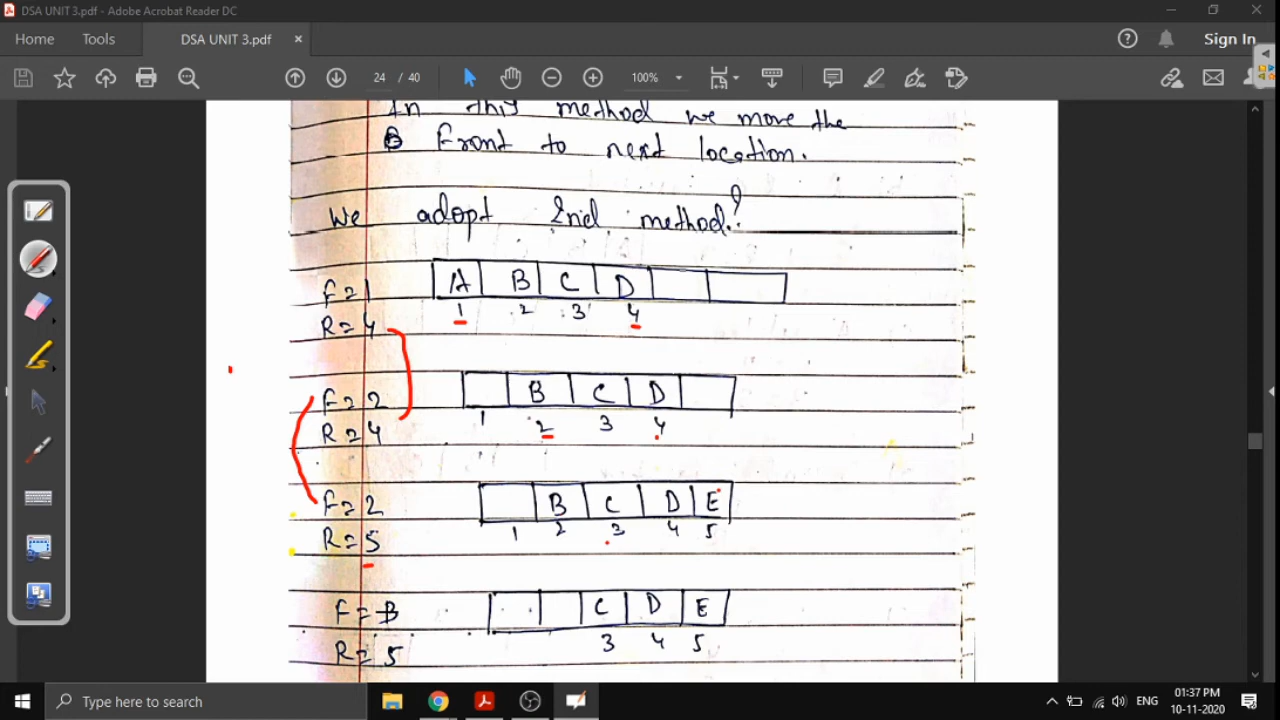 DSA UNIT 3.pdf - Adobe Acrobat Reader DC
Home Tools DSA UNIT 3.pdf × Sign In
24 / 40 100%
In this method we move the
Front to next location.
We adopt 2nd method!
F=1 A B C D
R=4 1 2 3 4
F=2 B C D
R=4 1 2 3 4
F=2 B C D E
R=5 1 2 3 4 5
F=3 C D E
R=5 3 4 5
Type here to search
ENG 01:37 PM
10-11-2020